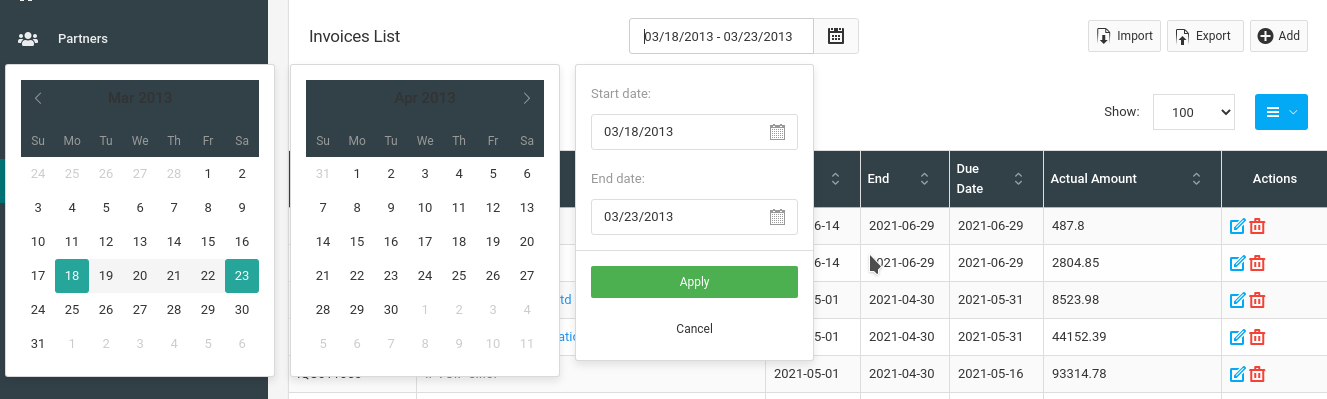 Partners
Invoices List
03/18/2013 - 03/23/2013
Import
Export
Add
Mar 2013
Su Mo Tu We Th Fr Sa
24 25 26 27 28 1 2
3 4 5 6 7 8 9
10 11 12 13 14 15 16
17 18 19 20 21 22 23
24 25 26 27 28 29 30
31 1 2 3 4 5 6
Apr 2013
Su Mo Tu We Th Fr Sa
31 1 2 3 4 5 6
7 8 9 10 11 12 13
14 15 16 17 18 19 20
21 22 23 24 25 26 27
28 29 30 1 2 3 4
5 6 7 8 9 10 11
Start date:
03/18/2013
End date:
03/23/2013
Apply
Cancel
Show: 100
End Due Date Actual Amount Actions
6-14 2021-06-29 2021-06-29 487.8
6-14 2021-06-29 2021-06-29 2804.85
td 5-01 2021-04-30 2021-05-31 8523.98
atic 5-01 2021-04-30 2021-05-31 44152.39
2021-05-01 2021-04-30 2021-05-16 93314.78